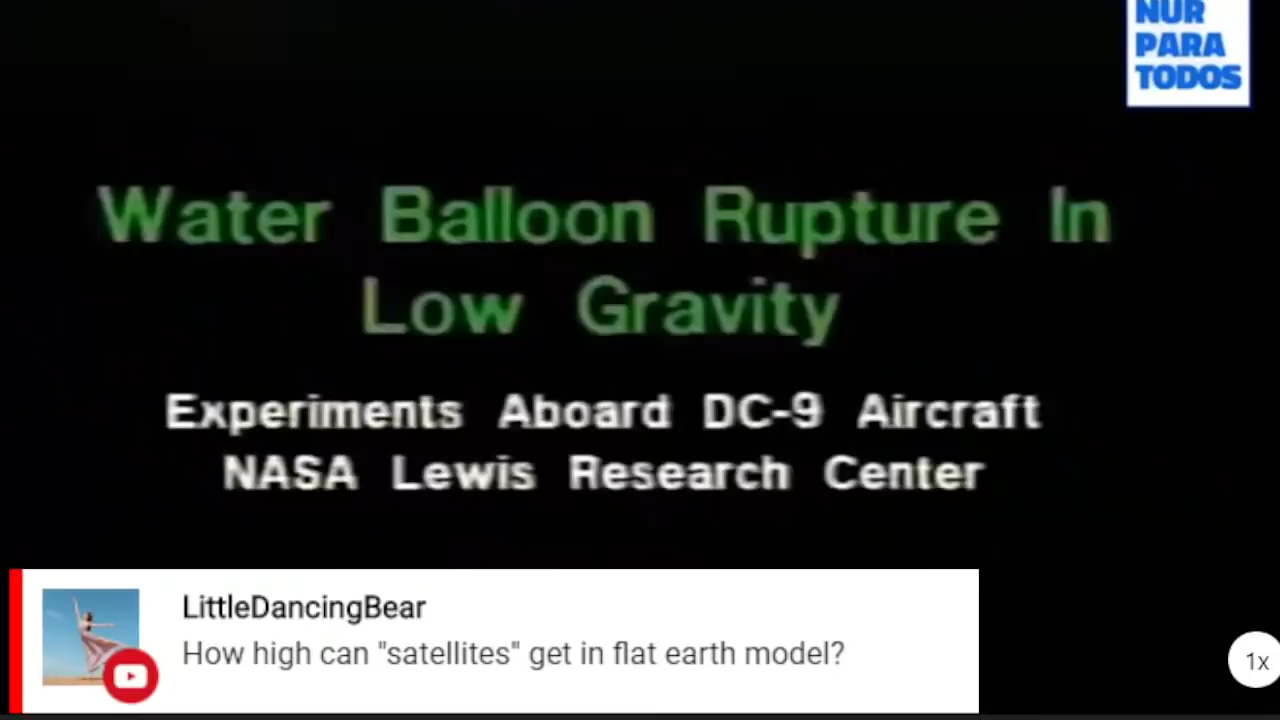 NUR
PARA
TODOS
Water Balloon Rupture In
Low Gravity
Experiments Aboard DC-9 Aircraft
NASA Lewis Research Center
LittleDancingBear
How high can "satellites" get in flat earth model?
1x